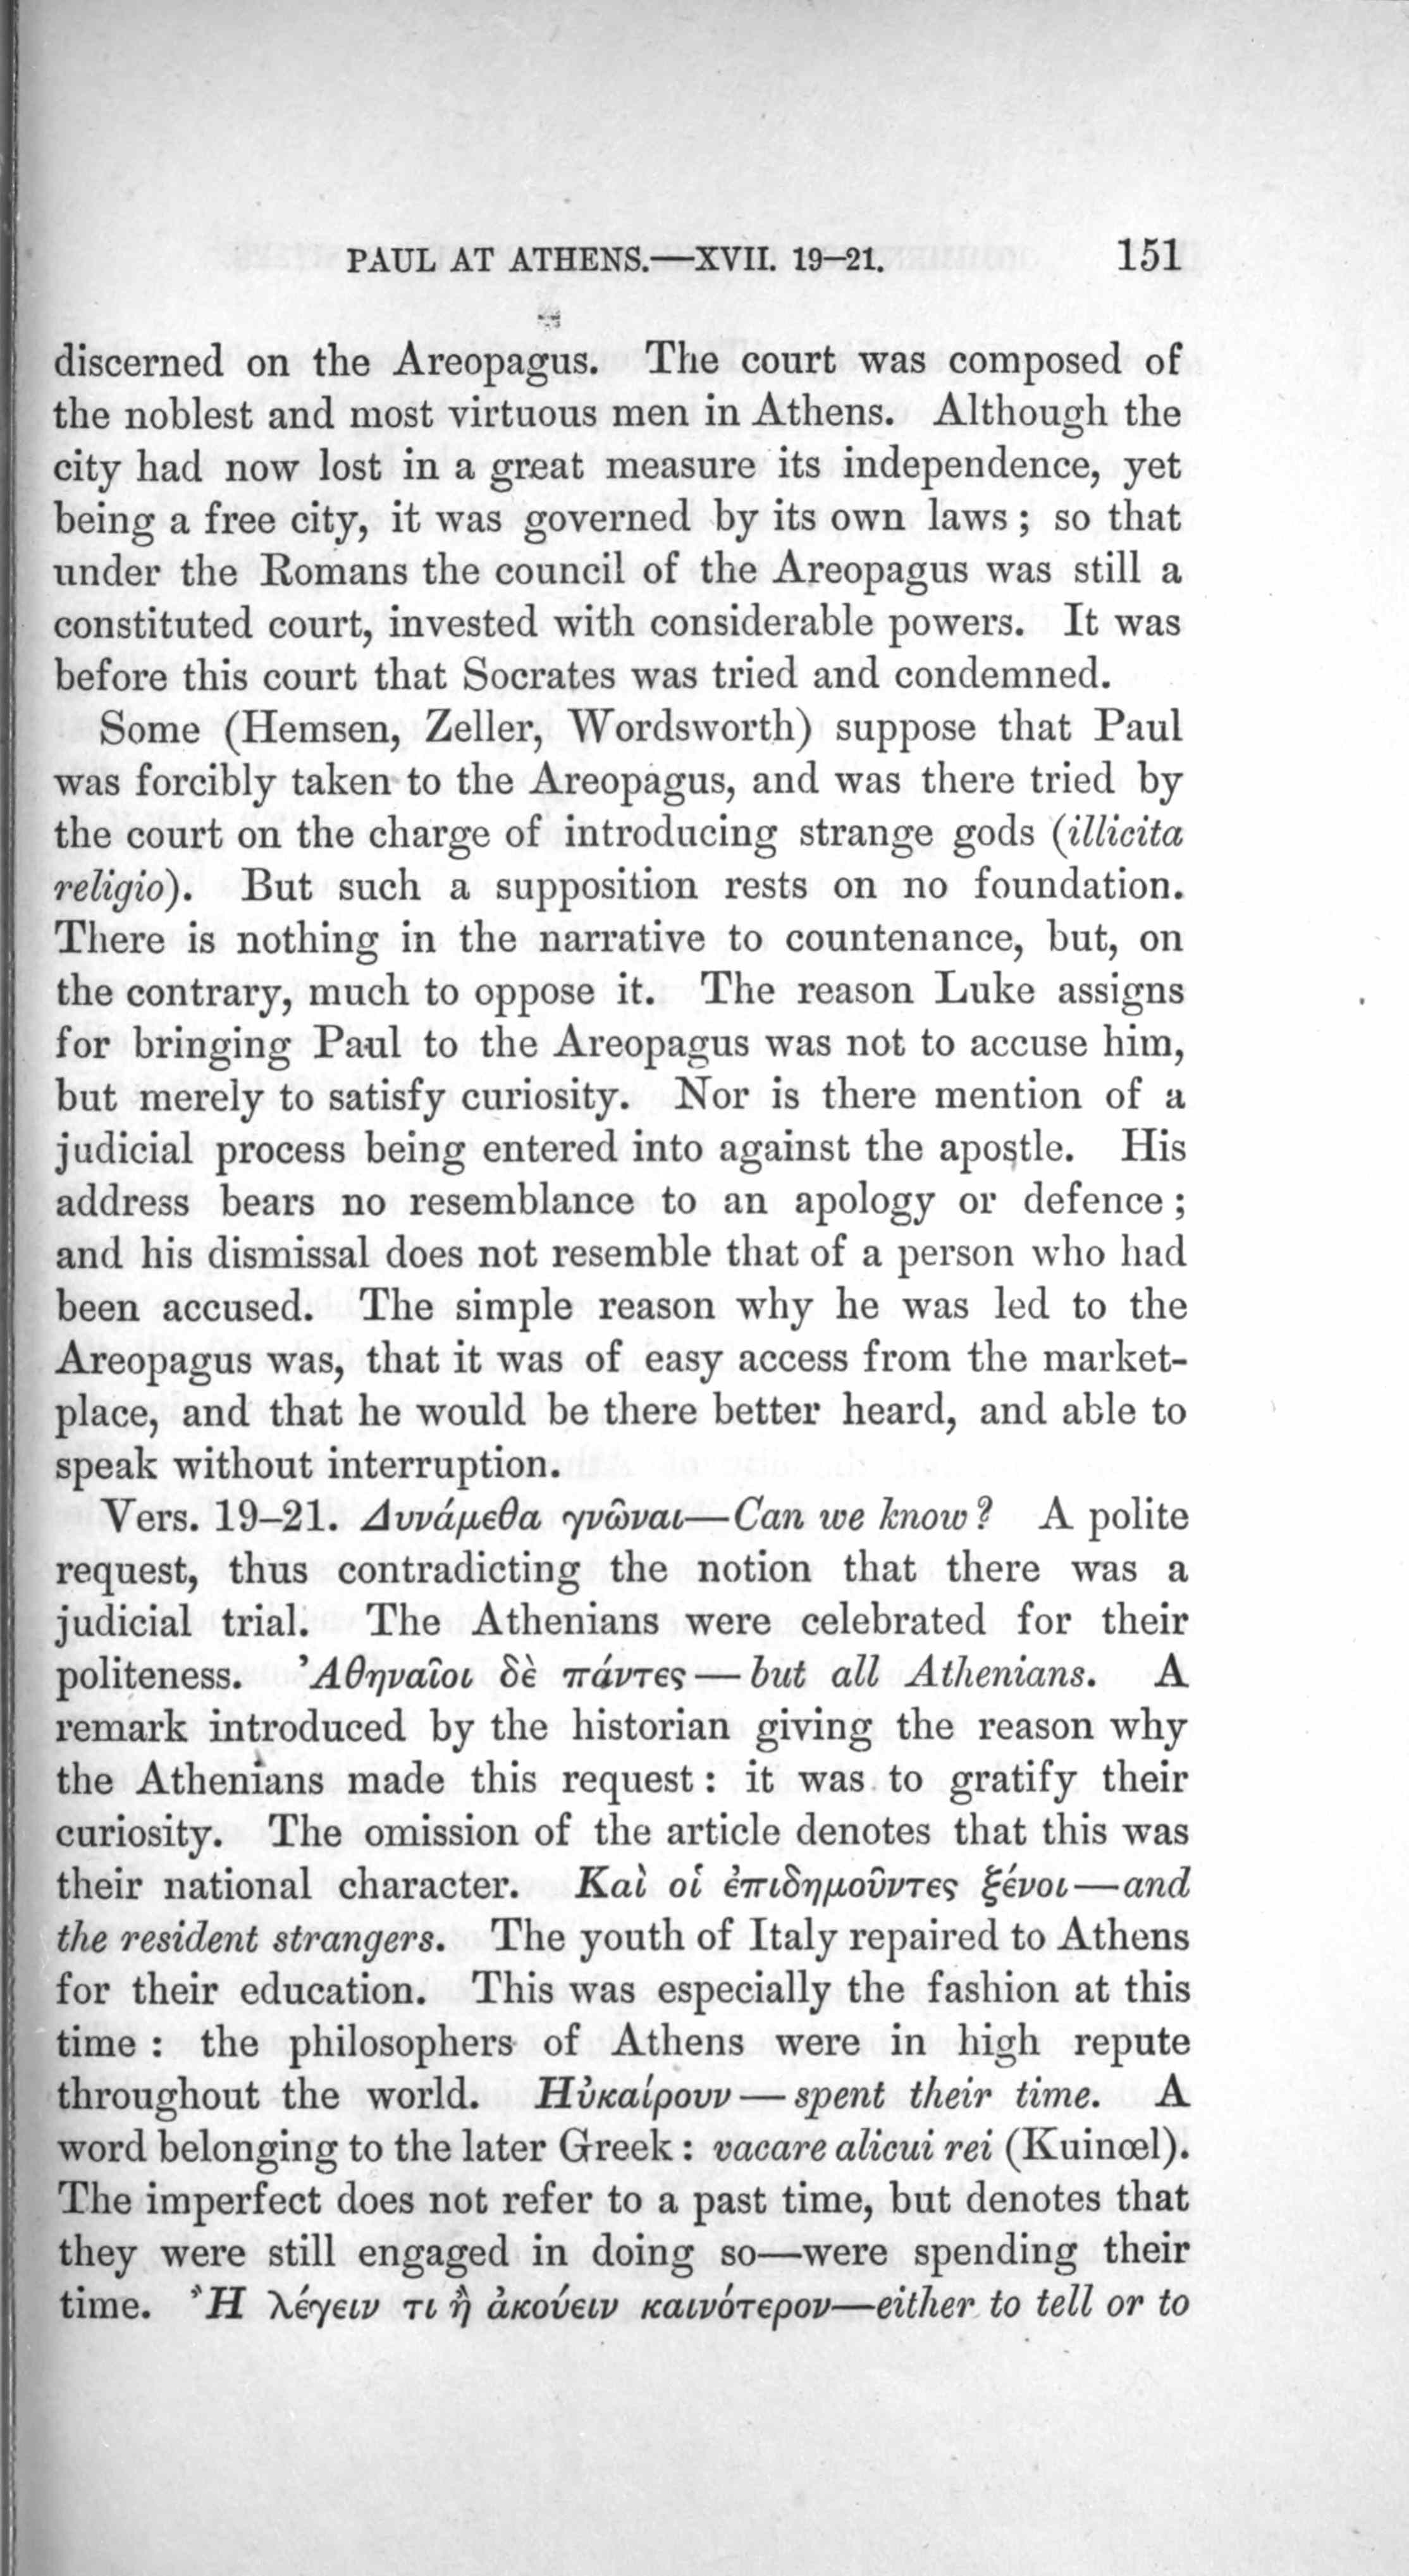 PAUL AT ATHENS.—XVII. 19–21. 151
discerned on the Areopagus. The court was composed of
the noblest and most virtuous men in Athens. Although the
city had now lost in a great measure its independence, yet
being a free city, it was governed by its own laws; so that
under the Romans the council of the Areopagus was still a
constituted court, invested with considerable powers. It was
before this court that Socrates was tried and condemned.
Some (Hemsen, Zeller, Wordsworth) suppose that Paul
was forcibly taken to the Areopagus, and was there tried by
the court on the charge of introducing strange gods (illicita
religio). But such a supposition rests on no foundation.
There is nothing in the narrative to countenance, but, on
the contrary, much to oppose it. The reason Luke assigns
for bringing Paul to the Areopagus was not to accuse him,
but merely to satisfy curiosity. Nor is there mention of a
judicial process being entered into against the apostle. His
address bears no resemblance to an apology or defence;
and his dismissal does not resemble that of a person who had
been accused. The simple reason why he was led to the
Areopagus was, that it was of easy access from the market-
place, and that he would be there better heard, and able to
speak without interruption.
Vers. 19–21. Δυνάμεθα γνῶναι—Can we know? A polite
request, thus contradicting the notion that there was a
judicial trial. The Athenians were celebrated for their
politeness. Ἀθηναῖοι δὲ πάντες—but all Athenians. A
remark introduced by the historian giving the reason why
the Athenians made this request: it was to gratify their
curiosity. The omission of the article denotes that this was
their national character. Καὶ οἱ ἐπιδημοῦντες ξένοι—and
the resident strangers. The youth of Italy repaired to Athens
for their education. This was especially the fashion at this
time: the philosophers of Athens were in high repute
throughout the world. Ηὐκαίρουν—spent their time. A
word belonging to the later Greek: vacare alicui rei (Kuinœl).
The imperfect does not refer to a past time, but denotes that
they were still engaged in doing so—were spending their
time. Ἢ λέγειν τι ἢ ἀκούειν καινότερον—either to tell or to